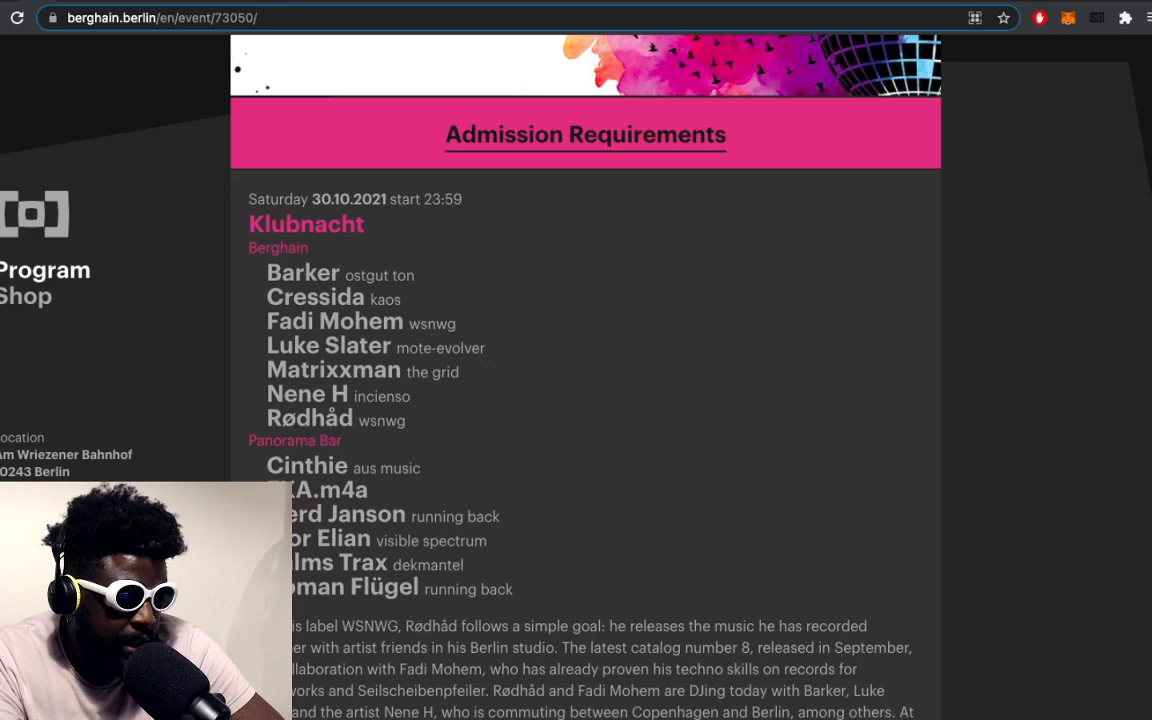 berghain.berlin/en/event/73050/
Admission Requirements
Saturday 30.10.2021 start 23:59
Klubnacht
Berghain
Barker ostgut ton
Cressida kaos
Fadi Mohem wsnwg
Luke Slater mote-evolver
Matrixxman the grid
Nene H incienso
Rødhåd wsnwg
Panorama Bar
Cinthie aus music
KA.m4a
erd Janson running back
or Elian visible spectrum
lms Trax dekmantel
oman Flügel running back
is label WSNWG, Rødhåd follows a simple goal: he releases the music he has recorded
er with artist friends in his Berlin studio. The latest catalog number 8, released in September,
llaboration with Fadi Mohem, who has already proven his techno skills on records for
works and Seilscheibenpfeiler. Rødhåd and Fadi Mohem are DJing today with Barker, Luke
and the artist Nene H, who is commuting between Copenhagen and Berlin, among others. At
Program
Shop
ocation
Am Wriezener Bahnhof
0243 Berlin